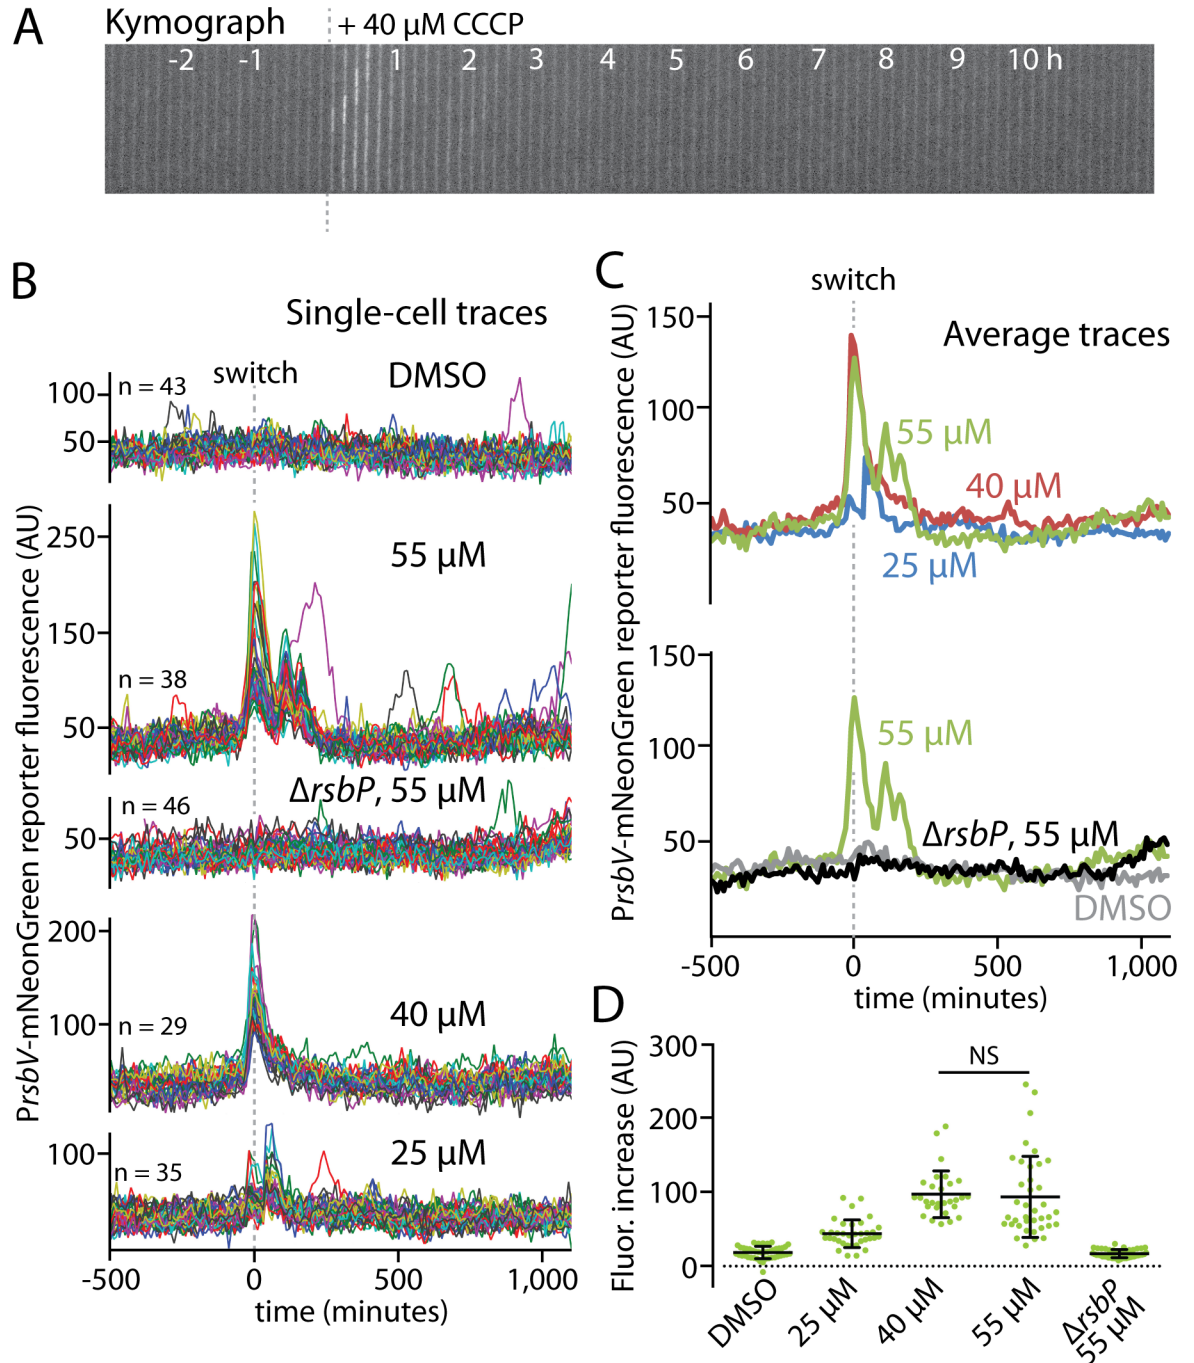 A
Kymograph
+ 40 μM CCCP
-2 -1 1 2 3 4 5 6 7 8 9 10 h
B
Single-cell traces
switch
DMSO
n = 43
100
50
PrsbV-mNeonGreen reporter fluorescence (AU)
250
150
50
55 μM
n = 38
ΔrsbP, 55 μM
n = 46
50
200
100
40 μM
n = 29
25 μM
100
n = 35
-500 0 500 1,000
time (minutes)
C
switch
Average traces
PrsbV-mNeonGreen reporter fluorescence (AU)
150
100
50
55 μM
40 μM
25 μM
150
100
50
55 μM
ΔrsbP, 55 μM
DMSO
-500 0 500 1,000
time (minutes)
D
Fluor. increase (AU)
300
200
100
0
NS
DMSO
25 μM
40 μM
55 μM
ΔrsbP
55 μM